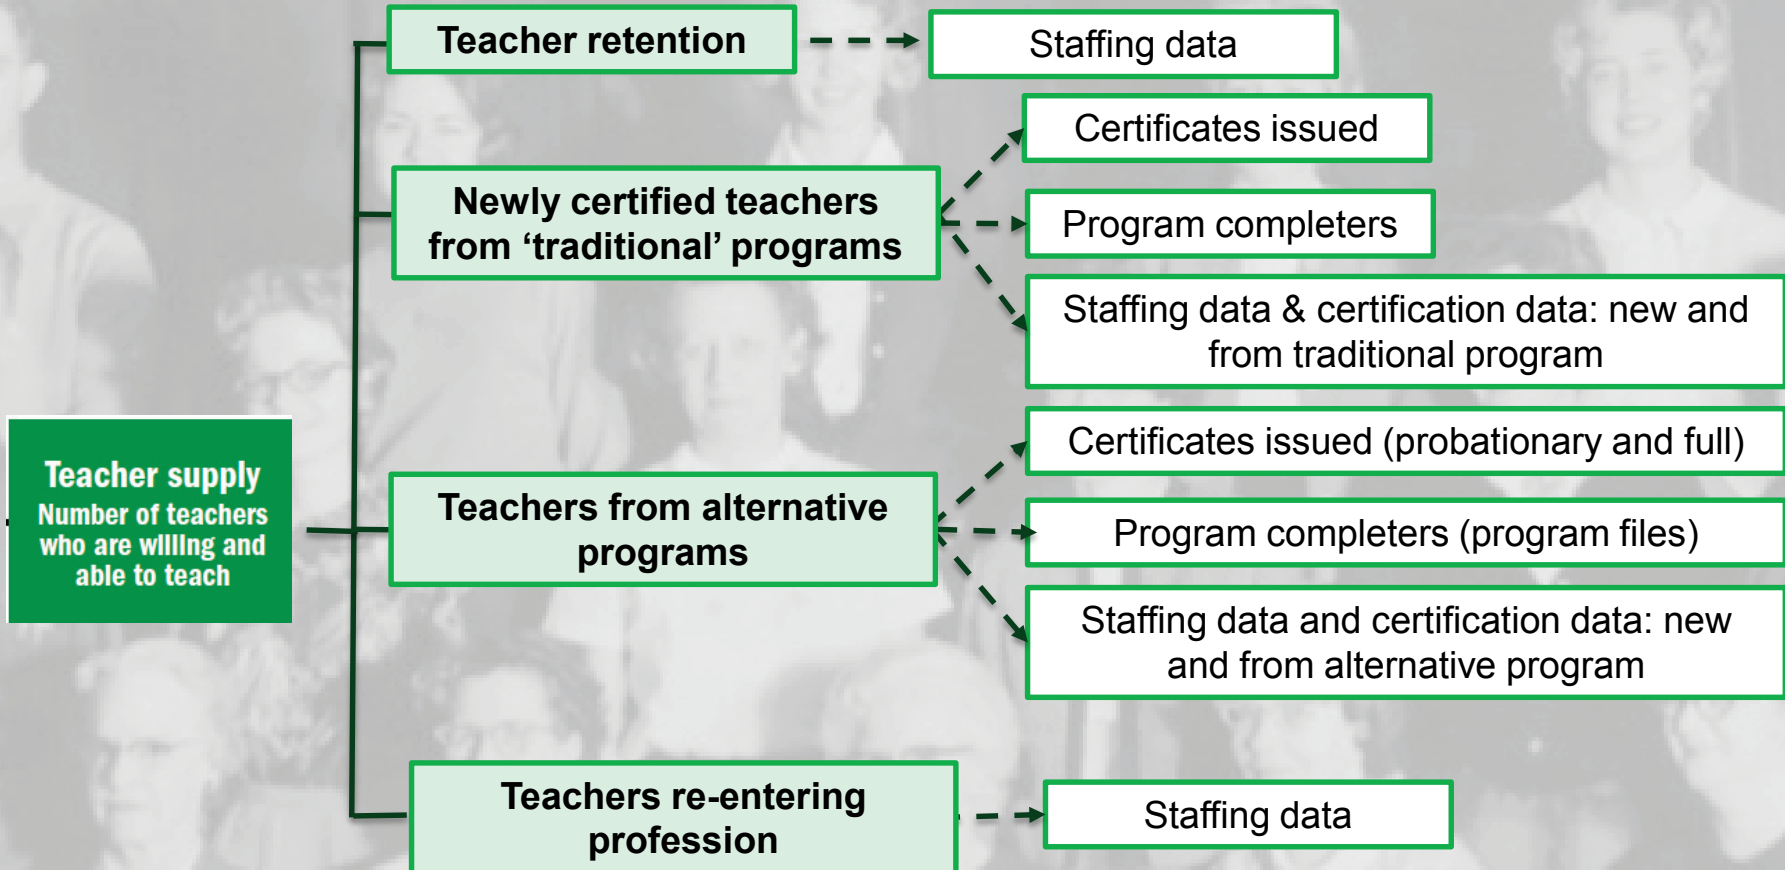 Teacher retention
Staffing data
Certificates issued
Newly certified teachers
from ‘traditional’ programs
Program completers
Staffing data & certification data: new and
from traditional program
Teacher supply
Number of teachers
who are willing and
able to teach
Certificates issued (probationary and full)
Teachers from alternative
programs
Program completers (program files)
Staffing data and certification data: new
and from alternative program
Teachers re-entering
profession
Staffing data